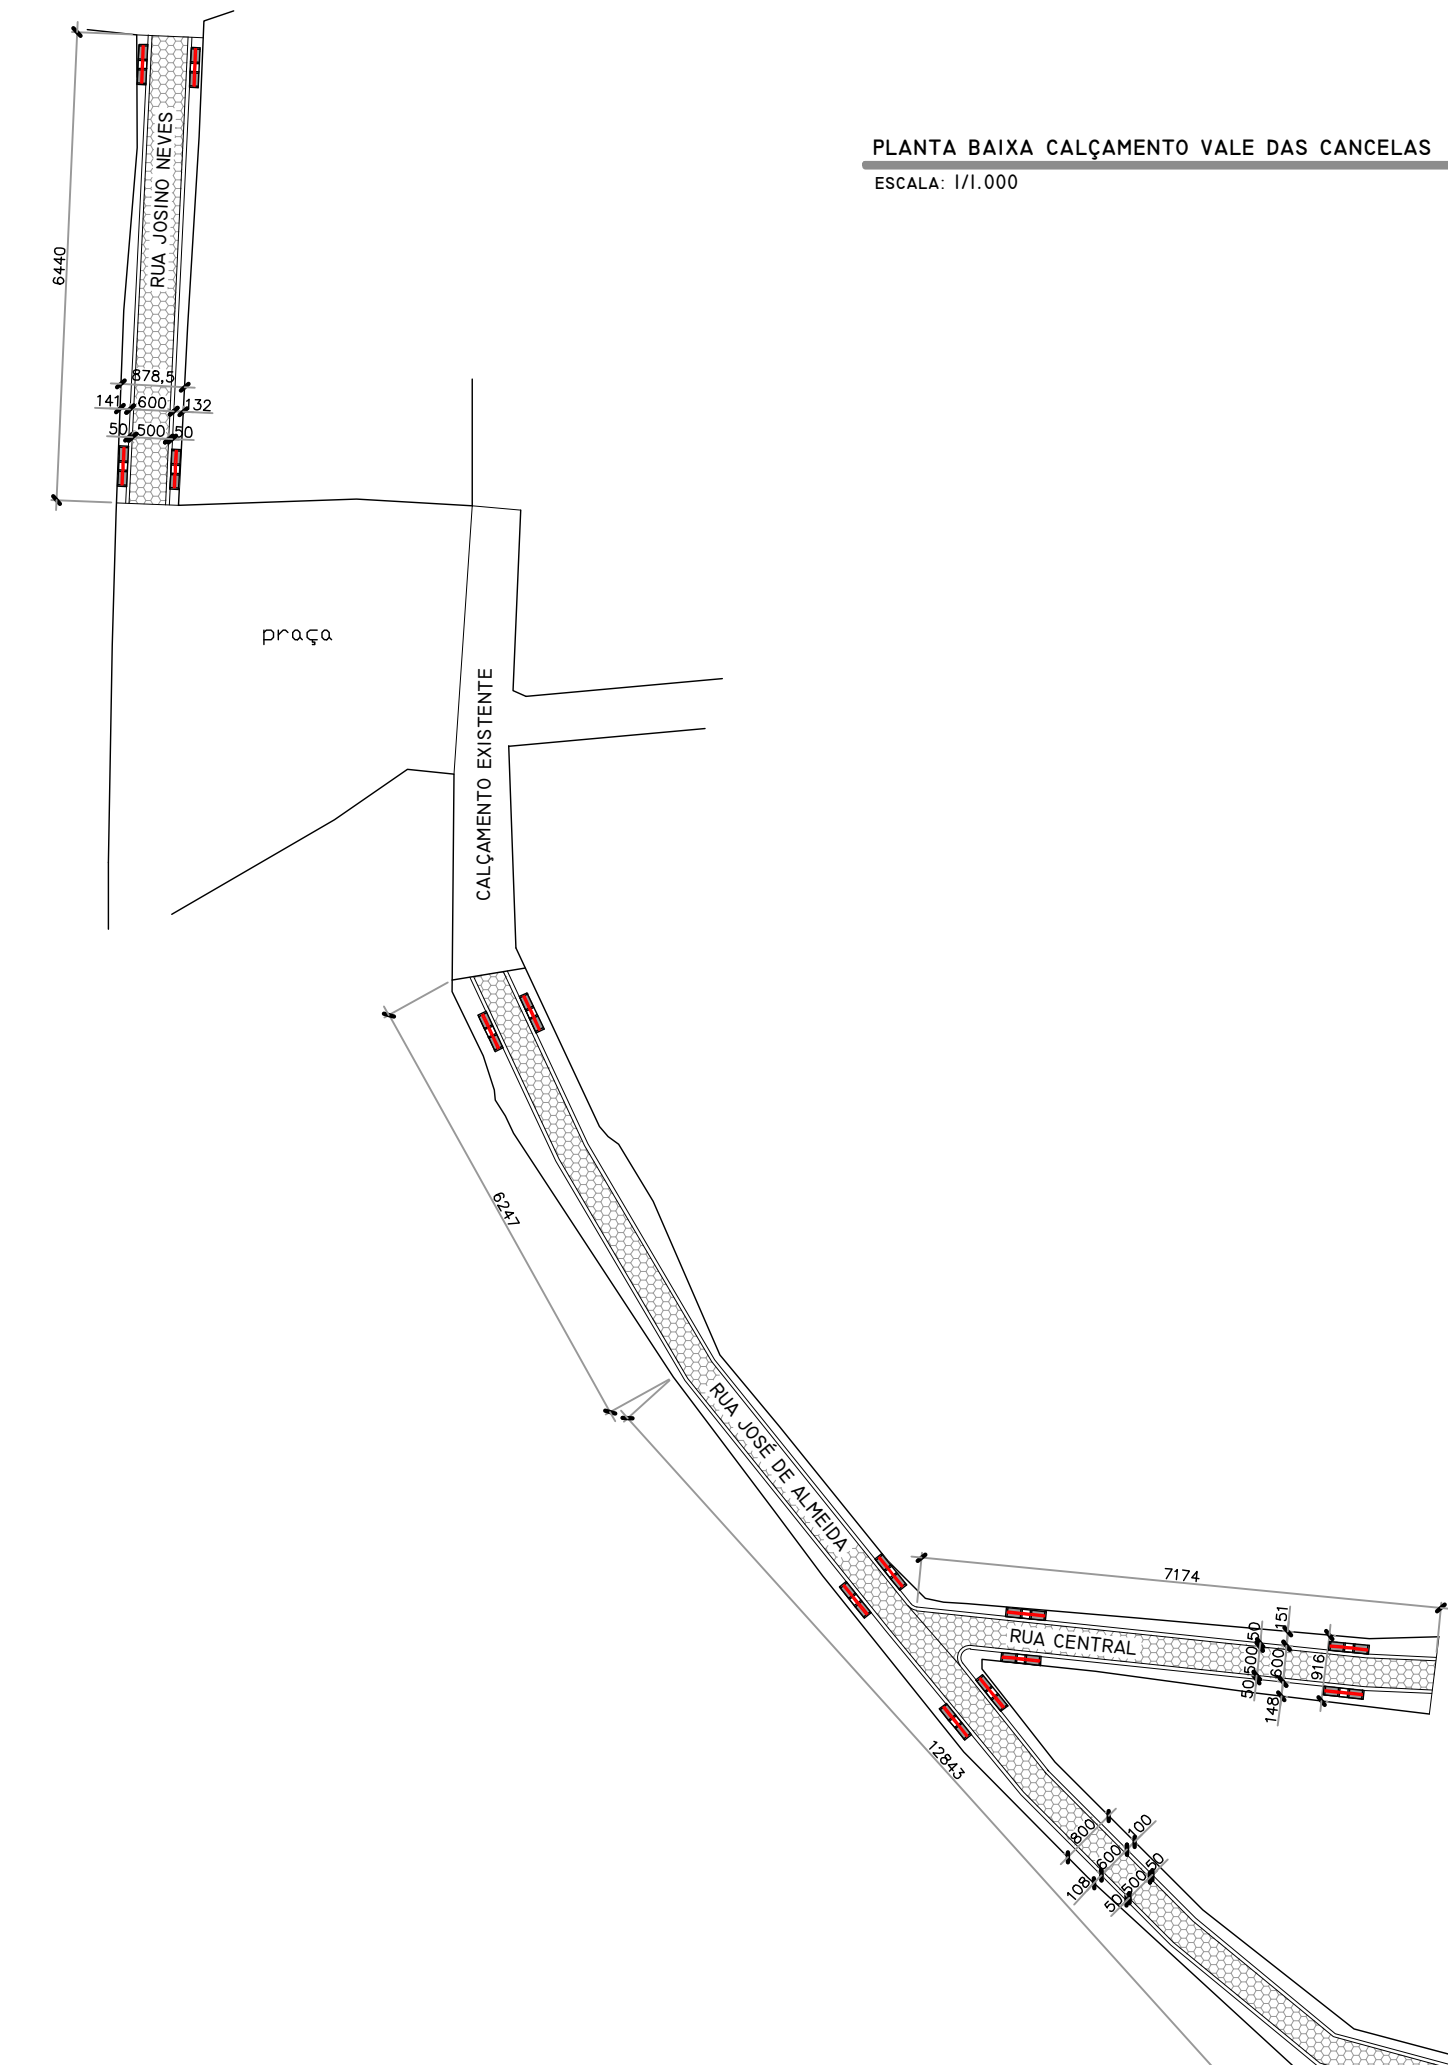 PLANTA BAIXA CALÇAMENTO VALE DAS CANCELAS
ESCALA: 1/1.000
RUA JOSINO NEVES
6440
878,5
141 600 132
50 500 50
praça
CALÇAMENTO EXISTENTE
6247
RUA JOSÉ DE ALMEIDA
7174
RUA CENTRAL
151
50 500 50
600
916
148
12843
800
100
600
108
50 500 50